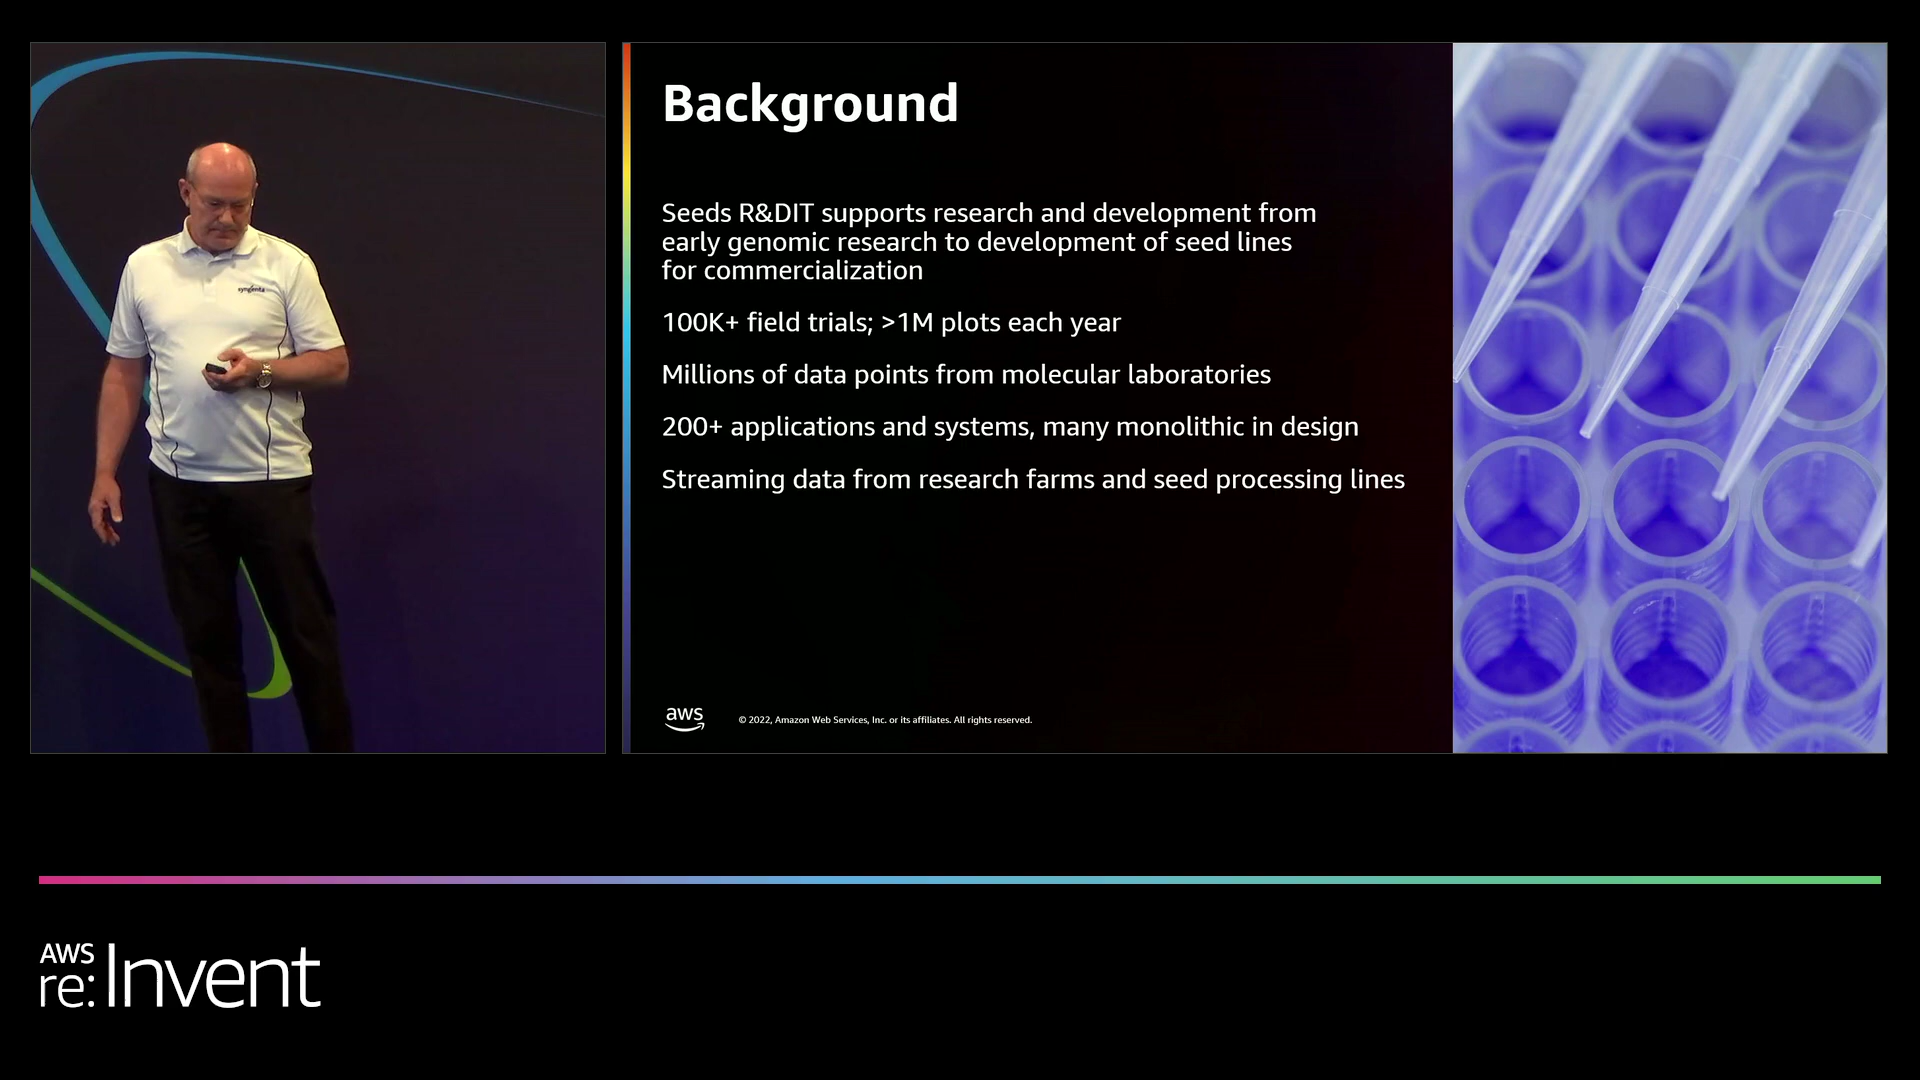 syngenta
Background
Seeds R&DIT supports research and development from
early genomic research to development of seed lines
for commercialization
100K+ field trials; >1M plots each year
Millions of data points from molecular laboratories
200+ applications and systems, many monolithic in design
Streaming data from research farms and seed processing lines
aws
© 2022, Amazon Web Services, Inc. or its affiliates. All rights reserved.
AWS
re:Invent